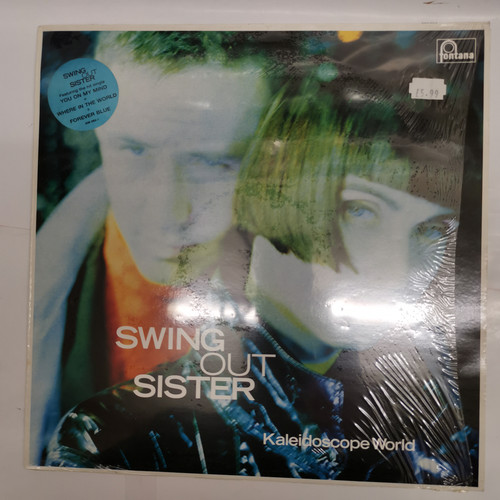 SWING
OUT
SISTER
Featuring the hit single
YOU ON MY MIND
+
WHERE IN THE WORLD
+
FOREVER BLUE
fontana
£5.99
SWING
OUT
SISTER
Kaleidoscope World